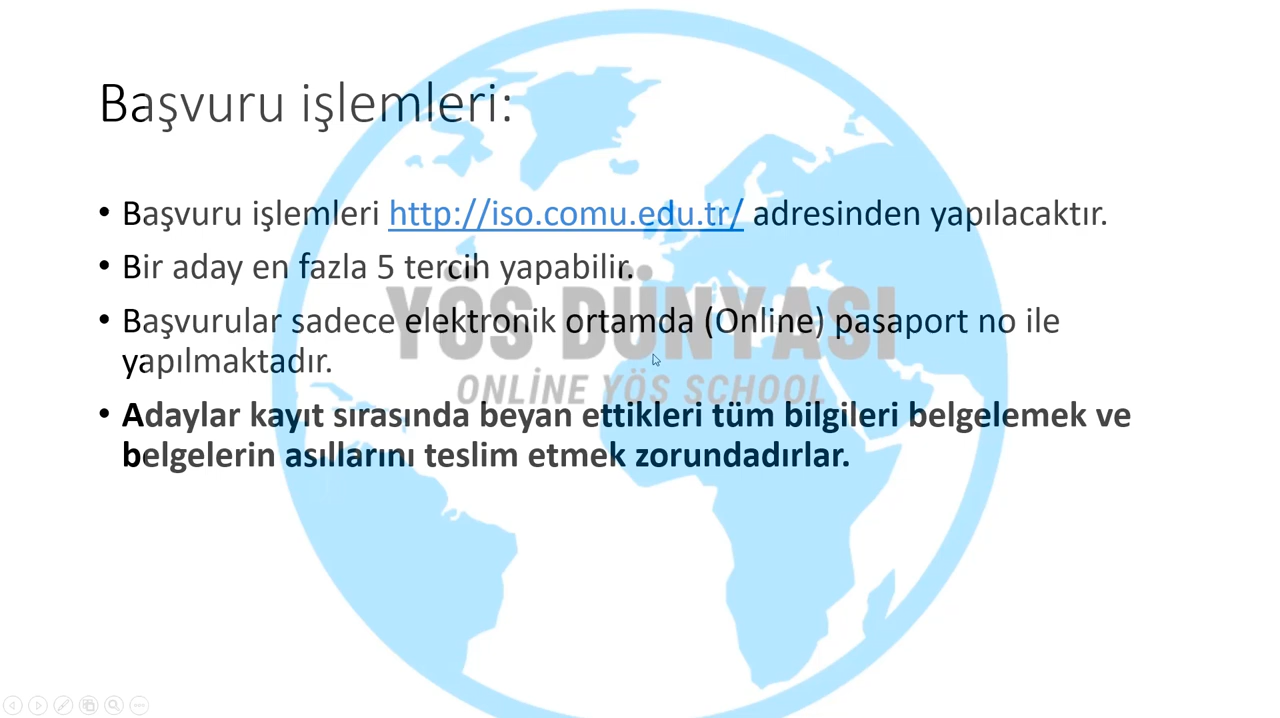 Başvuru işlemleri:
• Başvuru işlemleri http://iso.comu.edu.tr/ adresinden yapılacaktır.
• Bir aday en fazla 5 tercih yapabilir.
YÖS DÜNYASI
• Başvurular sadece elektronik ortamda (Online) pasaport no ile
yapılmaktadır.
ONLİNE YÖS SCHOOL
• Adaylar kayıt sırasında beyan ettikleri tüm bilgileri belgelemek ve
belgelerin asıllarını teslim etmek zorundadırlar.